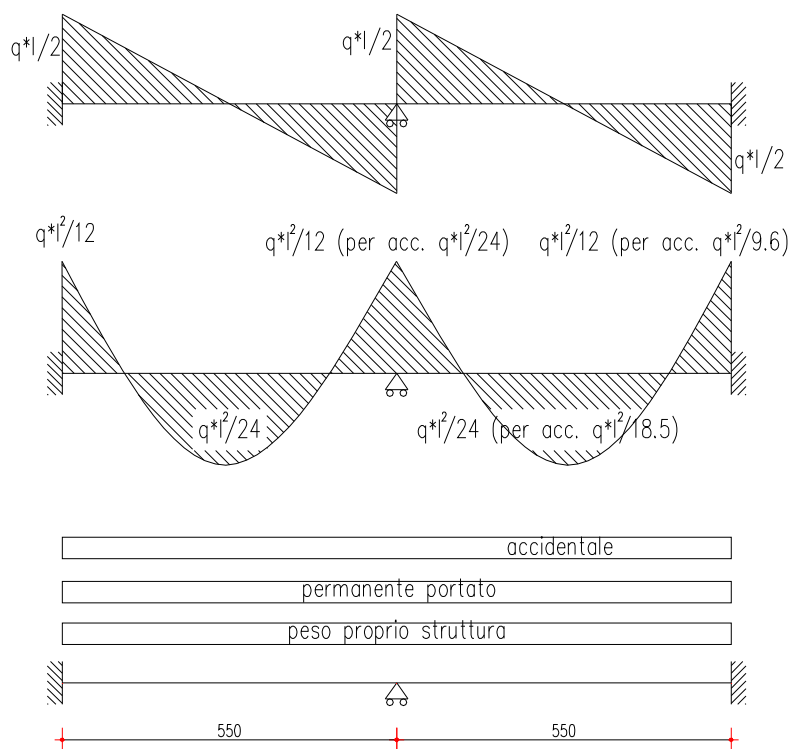 q*l/2
q*l/2
q*l/2
q*l²/12
q*l²/12 (per acc. q*l²/24)
q*l²/12 (per acc. q*l²/9.6)
q*l²/24
q*l²/24 (per acc. q*l²/18.5)
accidentale
permanente portato
peso proprio struttura
550
550